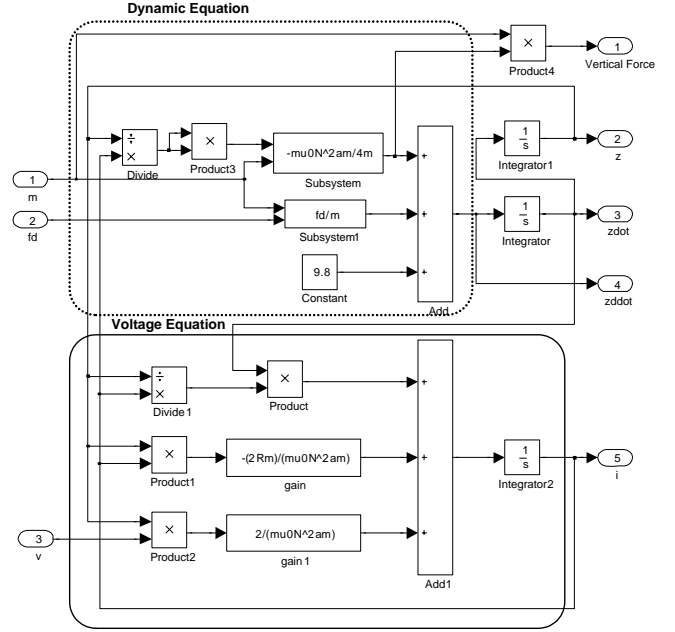 Dynamic Equation
×
Product4
1
Vertical Force
÷
×
Divide
×
Product3
-mu0N^2am/4m
Subsystem
+
1
s
Integrator1
2
z
1
m
2
fd
fd/m
Subsystem1
+
1
s
Integrator
3
zdot
9.8
Constant
+
Add
4
zddot
Voltage Equation
÷
×
Divide1
×
Product
+
×
Product1
-(2Rm)/(mu0N^2am)
gain
+
1
s
Integrator2
5
i
3
v
×
Product2
2/(mu0N^2am)
gain1
+
Add1